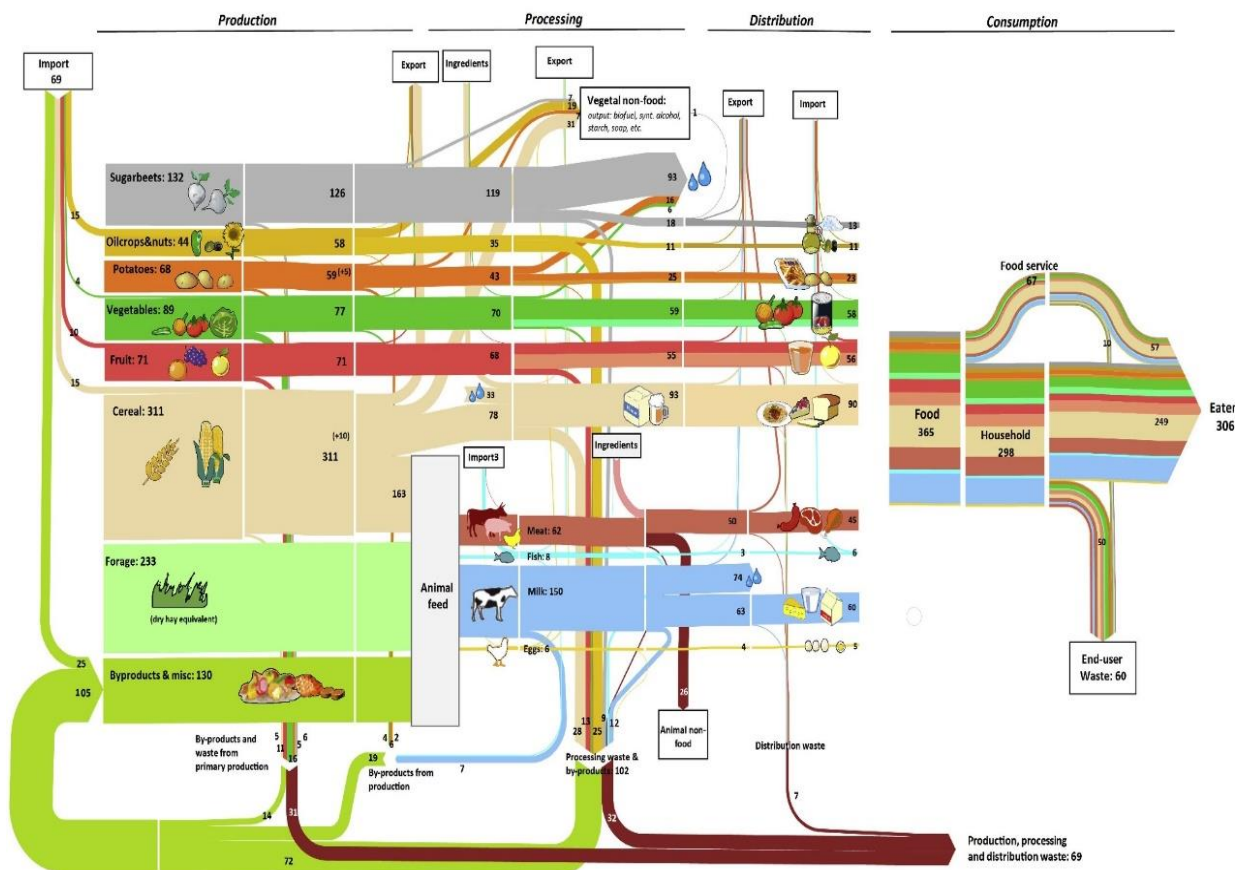 Production
Processing
Distribution
Consumption
Import
69
Export
Ingredients
Export
Vegetal non-food:
output: biofuel, synt. alcohol,
starch, soap, etc.
Export
Import
7
19
7
31
1
Sugarbeets: 132
126
119
93
16
6
18
13
15
Oilcrops&nuts: 44
58
35
11
11
Potatoes: 68
59(+5)
43
25
23
4
Vegetables: 89
77
70
59
58
10
Fruit: 71
71
68
55
56
15
Cereal: 311
(+10)
311
33
78
93
90
163
Ingredients
Import3
Meat: 62
50
45
Fish: 8
3
6
Forage: 233
(dry hay equivalent)
Animal
feed
Milk: 150
74
63
60
Eggs: 6
4
5
25
105
Byproducts & misc: 130
26
Animal non-
food
Food service
67
10
57
Food
365
Household
298
249
Eaten
306
50
End-user
Waste: 60
By-products and
waste from
primary production
5
11
16
5
6
4
2
6
19
By-products from
production
7
28
13
25
9
12
Processing waste &
by-products: 102
Distribution waste
7
14
31
32
72
Production, processing
and distribution waste: 69